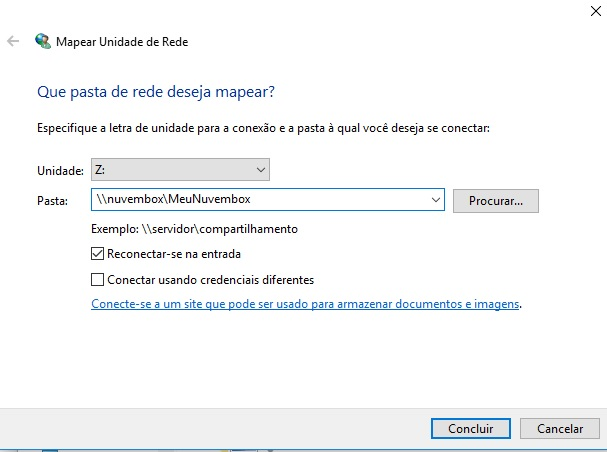 Mapear Unidade de Rede
Que pasta de rede deseja mapear?
Especifique a letra de unidade para a conexão e a pasta à qual você deseja se conectar:
Unidade: Z:
Pasta: \\nuvembox\MeuNuvembox Procurar...
Exemplo: \\servidor\compartilhamento
Reconectar-se na entrada
Conectar usando credenciais diferentes
Conecte-se a um site que pode ser usado para armazenar documentos e imagens.
Concluir Cancelar